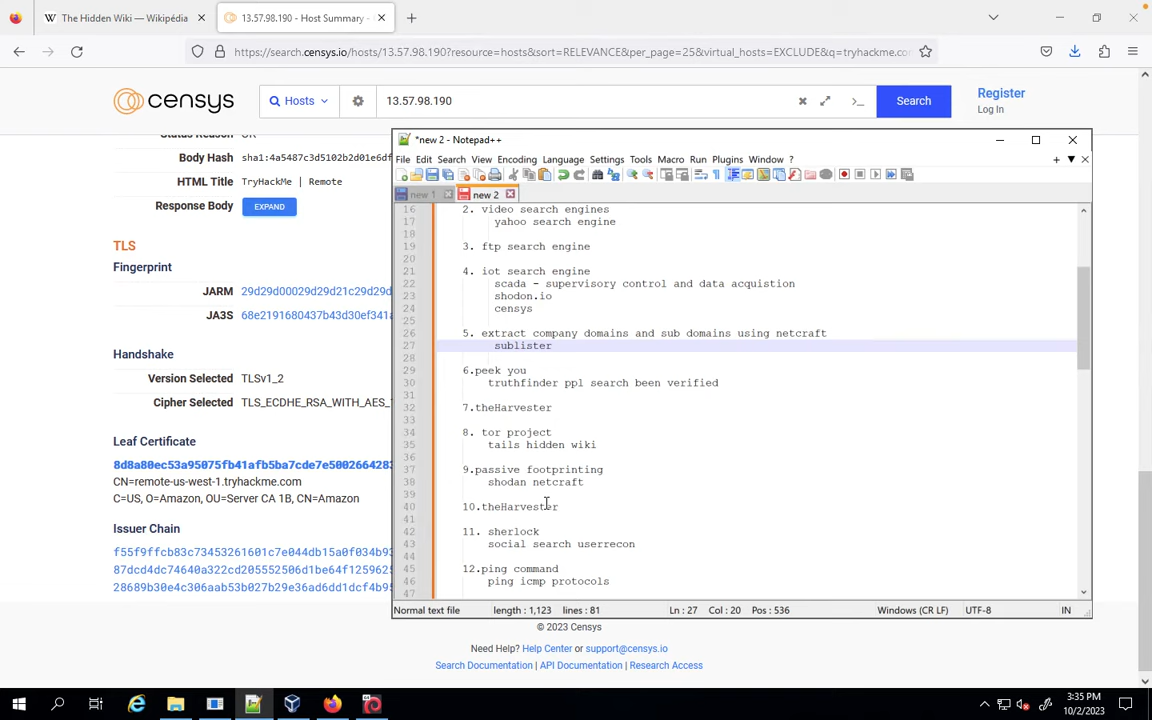 The Hidden Wiki — Wikipédia
13.57.98.190 - Host Summary -
https://search.censys.io/hosts/13.57.98.190?resource=hosts&sort=RELEVANCE&per_page=25&virtual_hosts=EXCLUDE&q=tryhackme.co
censys
Hosts
13.57.98.190
Search
Register
Log In
Status Reason OK
Body Hash sha1:4a5487c3d5102b2d01e6df
HTML Title TryHackMe | Remote
Response Body EXPAND
TLS
Fingerprint
JARM 29d29d00029d29d21c29d29d
JA3S 68e2191680437b43d30ef341
Handshake
Version Selected TLSv1_2
Cipher Selected TLS_ECDHE_RSA_WITH_AES_
Leaf Certificate
8d8a80ec53a95075fb41afb5ba7cde7e5002664283
CN=remote-us-west-1.tryhackme.com
C=US, O=Amazon, OU=Server CA 1B, CN=Amazon
Issuer Chain
f55f9ffcb83c73453261601c7e044db15a0f034b93
87dcd4dc74640a322cd205552506d1be64f12596258
28689b30e4c306aab53b027b29e36ad6dd1dcf4b95
*new 2 - Notepad++
File Edit Search View Encoding Language Settings Tools Macro Run Plugins Window ?
new 1 new 2
16 2. video search engines
17 yahoo search engine
18
19 3. ftp search engine
20
21 4. iot search engine
22 scada - supervisory control and data acquistion
23 shodon.io
24 censys
25
26 5. extract company domains and sub domains using netcraft
27 sublister
28
29 6.peek you
30 truthfinder ppl search been verified
31
32 7.theHarvester
33
34 8. tor project
35 tails hidden wiki
36
37 9.passive footprinting
38 shodan netcraft
39
40 10.theHarvester
41
42 11. sherlock
43 social search userrecon
44
45 12.ping command
46 ping icmp protocols
47
Normal text file length : 1,123 lines : 81 Ln : 27 Col : 20 Pos : 536 Windows (CR LF) UTF-8 IN
© 2023 Censys
Need Help? Help Center or support@censys.io
Search Documentation | API Documentation | Research Access
3:35 PM
10/2/2023